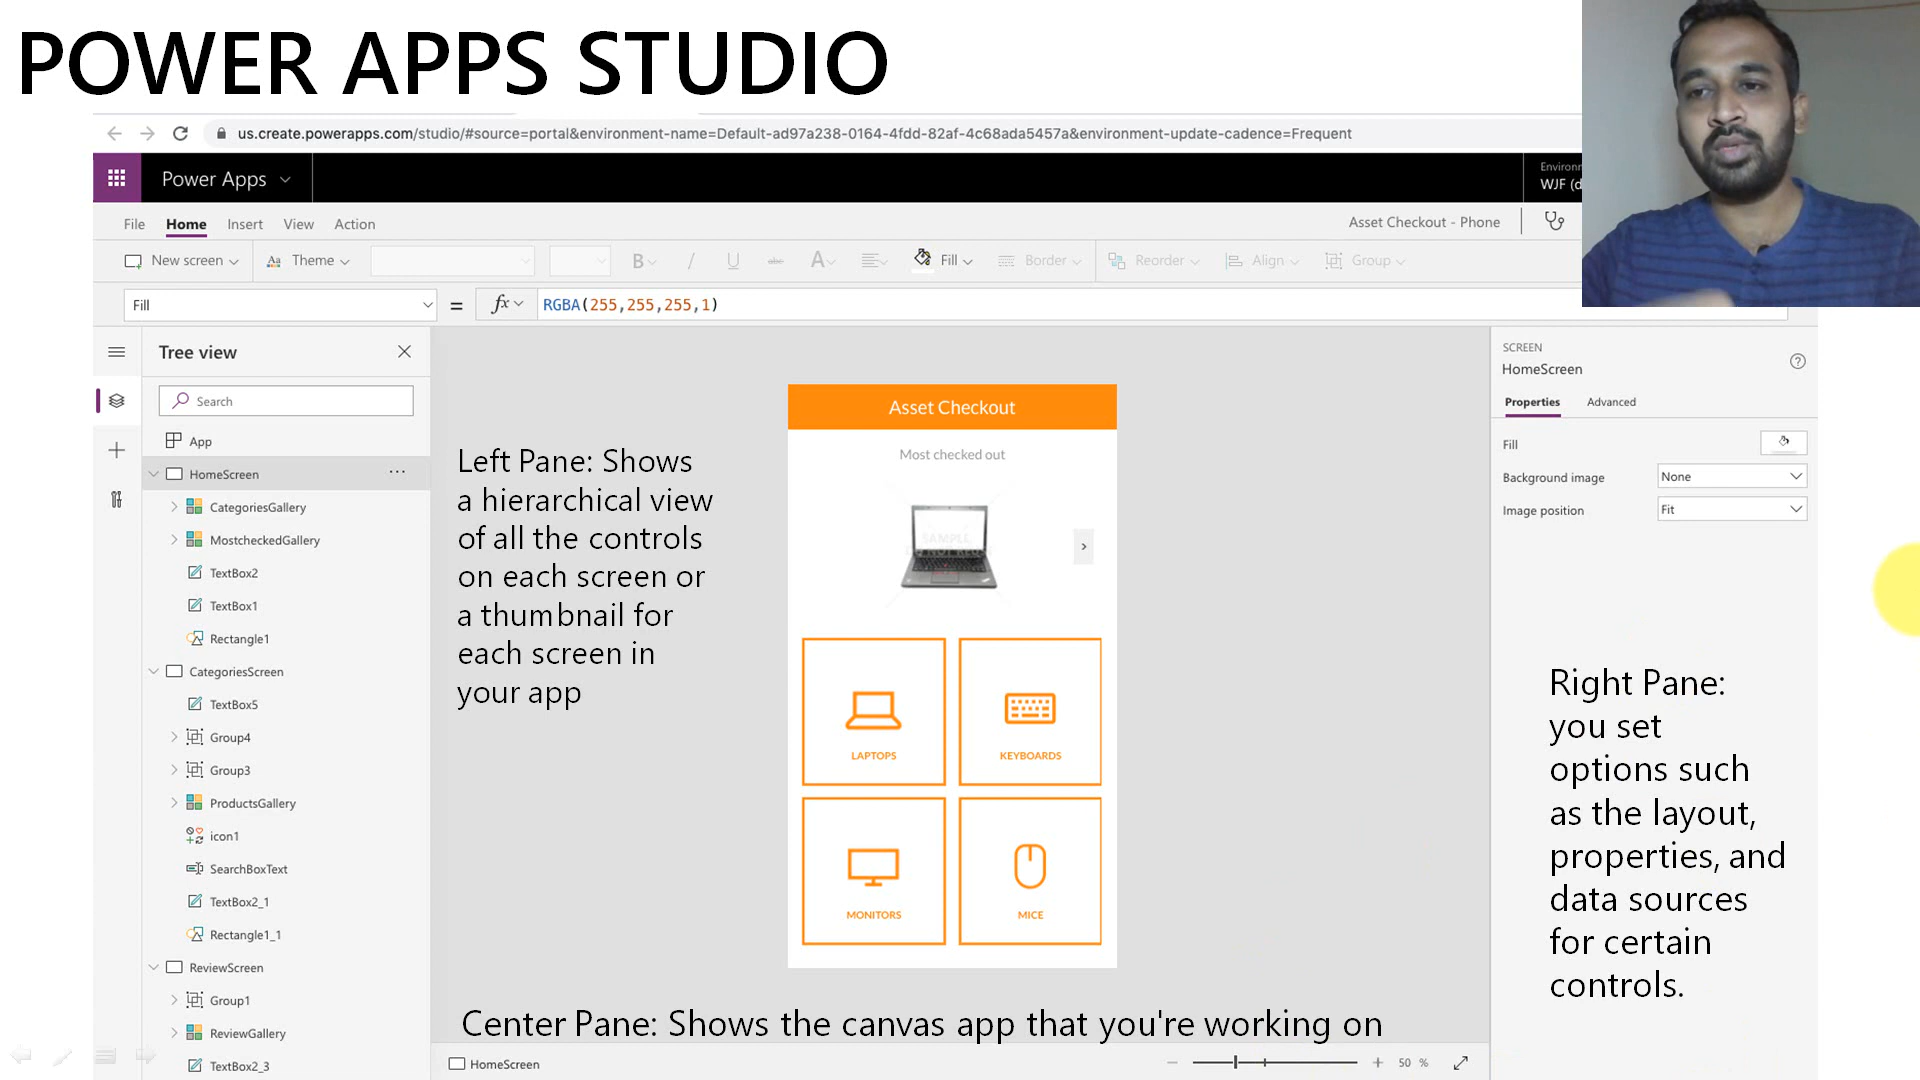 POWER APPS STUDIO
us.create.powerapps.com/studio/#source=portal&environment-name=Default-ad97a238-0164-4fdd-82af-4c68ada5457a&environment-update-cadence=Frequent
Power Apps
Environ
WJF (d
File Home Insert View Action
Asset Checkout - Phone
New screen Theme B / U abc A Fill Border Reorder Align Group
Fill = fx RGBA(255,255,255,1)
Tree view
Search
App
HomeScreen ...
CategoriesGallery
MostcheckedGallery
TextBox2
TextBox1
Rectangle1
CategoriesScreen
TextBox5
Group4
Group3
ProductsGallery
icon1
SearchBoxText
TextBox2_1
Rectangle1_1
ReviewScreen
Group1
ReviewGallery
TextBox2_3
Left Pane: Shows
a hierarchical view
of all the controls
on each screen or
a thumbnail for
each screen in
your app
Asset Checkout
Most checked out
SAMPLE
LAPTOPS
KEYBOARDS
MONITORS
MICE
Center Pane: Shows the canvas app that you're working on
HomeScreen
50 %
SCREEN
HomeScreen
Properties Advanced
Fill
Background image None
Image position Fit
Right Pane:
you set
options such
as the layout,
properties, and
data sources
for certain
controls.